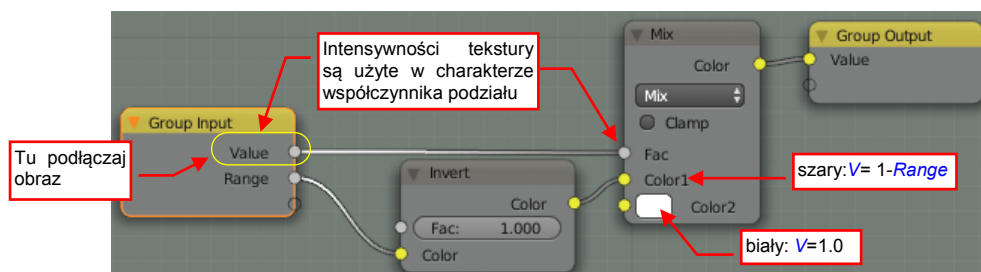 Intensywności tekstury
są użyte w charakterze
współczynnika podziału
Mix
Color
Mix
Clamp
Fac
Color1
Color2
Group Output
Value
Group Input
Value
Range
Tu podłączaj
obraz
Invert
Color
Fac: 1.000
Color
szary:V= 1-Range
biały: V=1.0